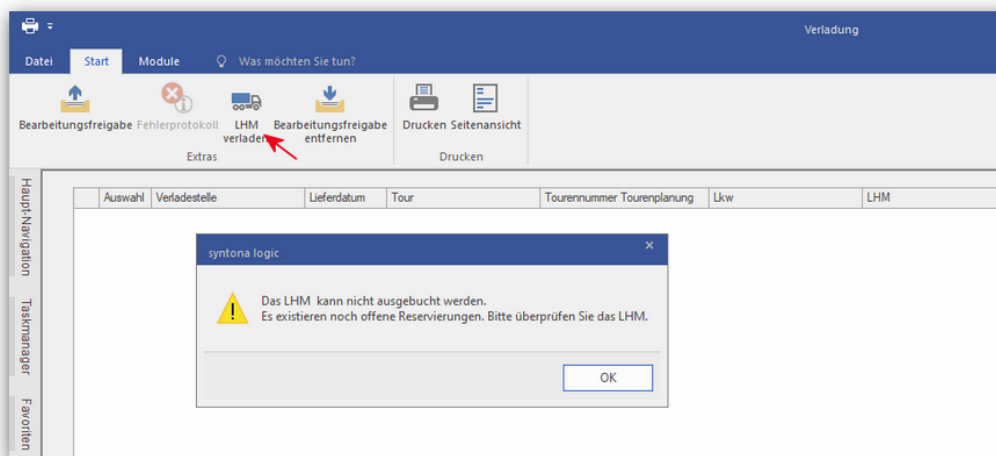 Verladung
Datei Start Module Was möchten Sie tun?
Bearbeitungsfreigabe Fehlerprotokoll LHM verladen Bearbeitungsfreigabe entfernen Drucken Seitenansicht
Extras Drucken
Haupt-Navigation
Taskmanager
Favoriten
Auswahl Verladestelle Lieferdatum Tour Tourennummer Tourenplanung Lkw LHM
syntona logic
Das LHM kann nicht ausgebucht werden.
Es existieren noch offene Reservierungen. Bitte überprüfen Sie das LHM.
OK